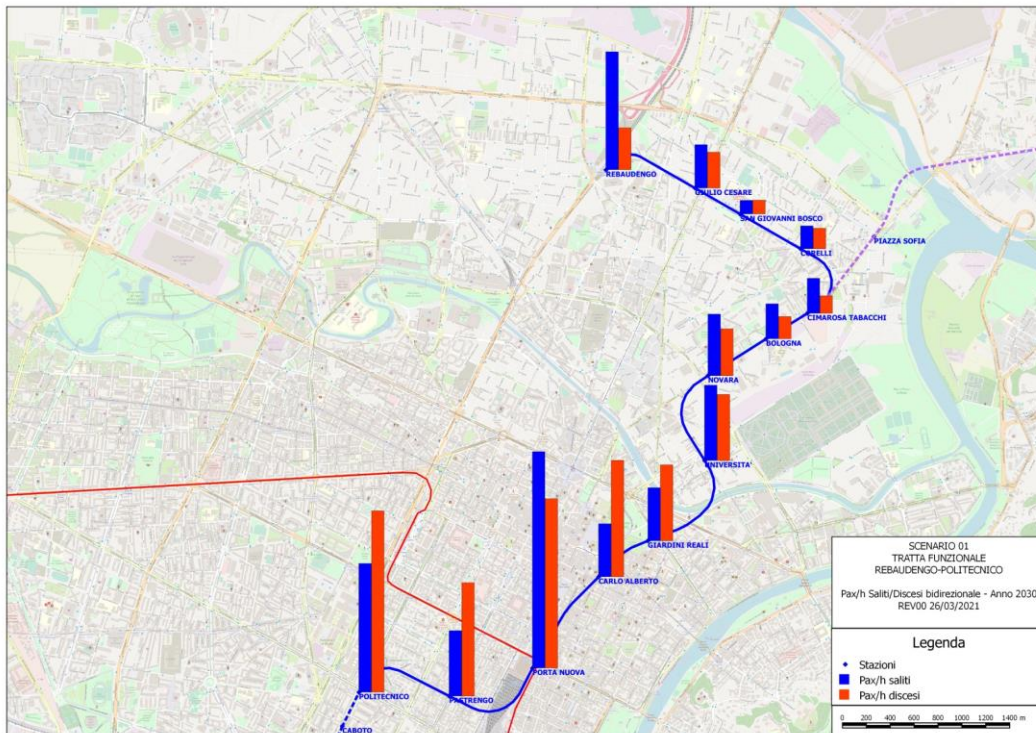 REBAUDENGO
GIULIO CESARE
SAN GIOVANNI BOSCO
CORELLI
PIAZZA SOFIA
CIMAROSA TABACCHI
BOLOGNA
NOVARA
UNIVERSITA'
GIARDINI REALI
CARLO ALBERTO
PORTA NUOVA
PASTRENGO
POLITECNICO
CABOTO
SCENARIO 01
TRATTA FUNZIONALE
REBAUDENGO-POLITECNICO
Pax/h Saliti/Discesi bidirezionale - Anno 2030
REV00 26/03/2021
Legenda
Stazioni
Pax/h saliti
Pax/h discesi
0 200 400 600 800 1000 1200 1400 m